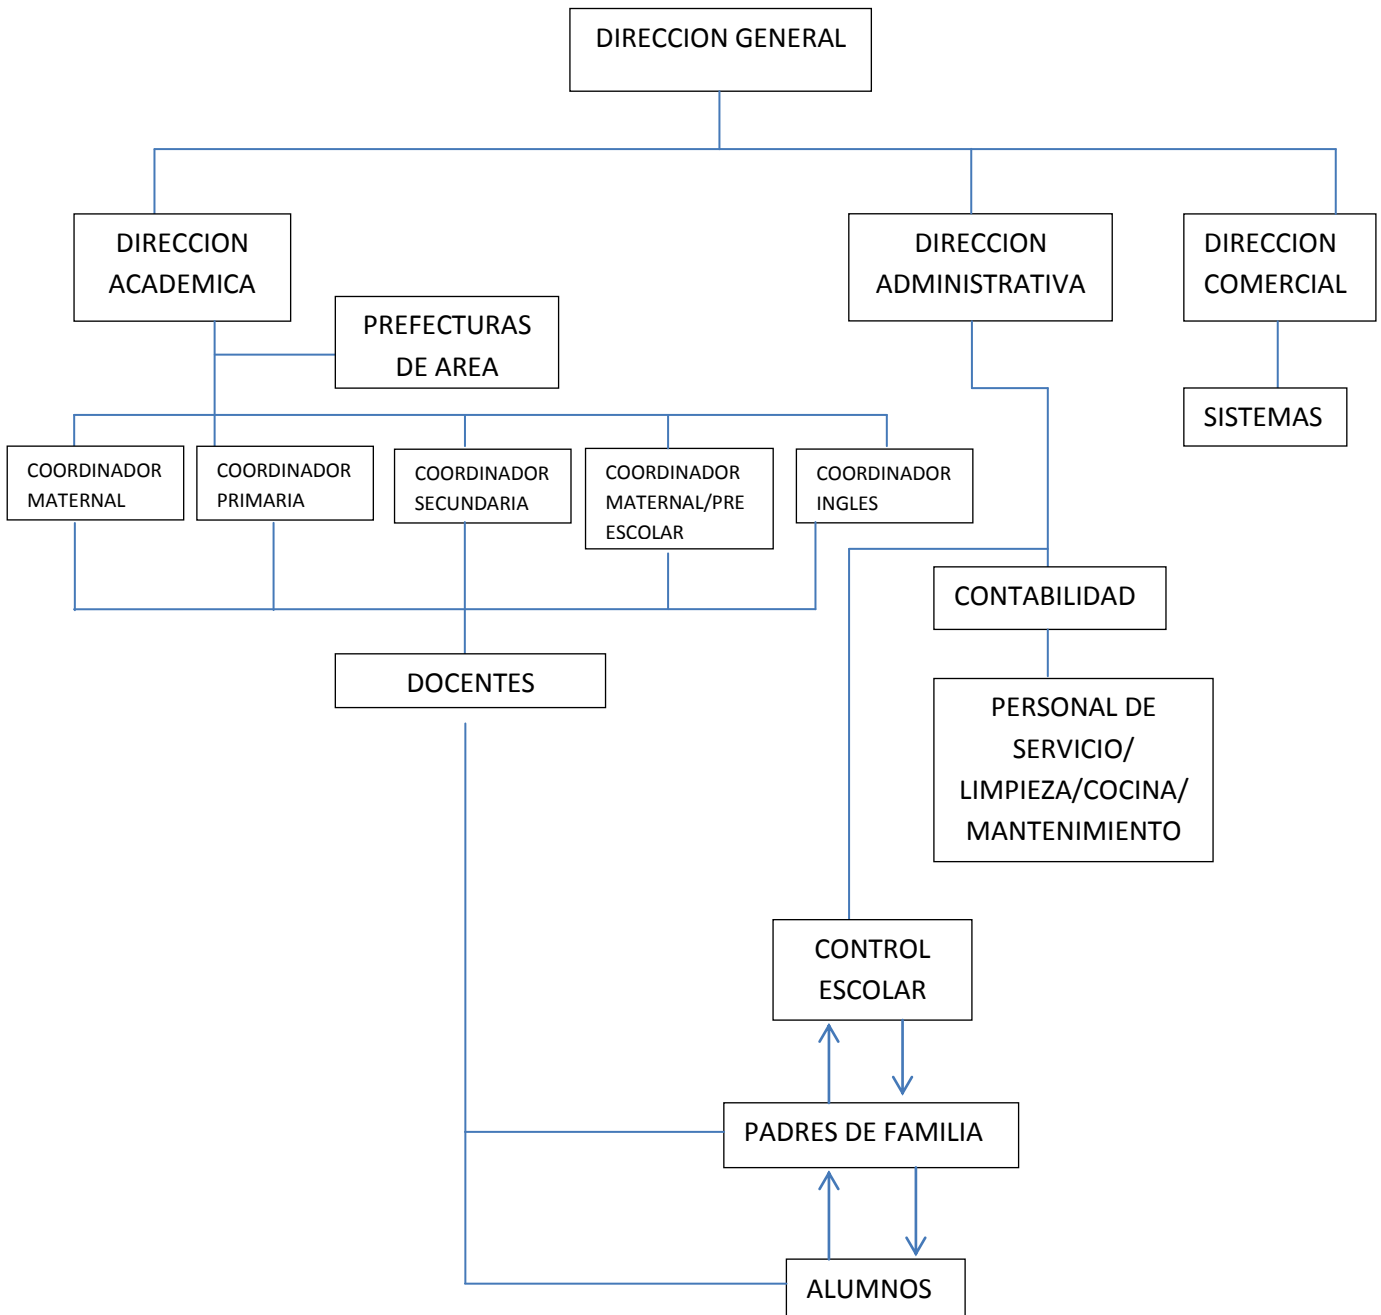 DIRECCION GENERAL
DIRECCION
ACADEMICA
DIRECCION
ADMINISTRATIVA
DIRECCION
COMERCIAL
PREFECTURAS
DE AREA
SISTEMAS
COORDINADOR
MATERNAL
COORDINADOR
PRIMARIA
COORDINADOR
SECUNDARIA
COORDINADOR
MATERNAL/PRE
ESCOLAR
COORDINADOR
INGLES
CONTABILIDAD
DOCENTES
PERSONAL DE
SERVICIO/
LIMPIEZA/COCINA/
MANTENIMIENTO
CONTROL
ESCOLAR
PADRES DE FAMILIA
ALUMNOS